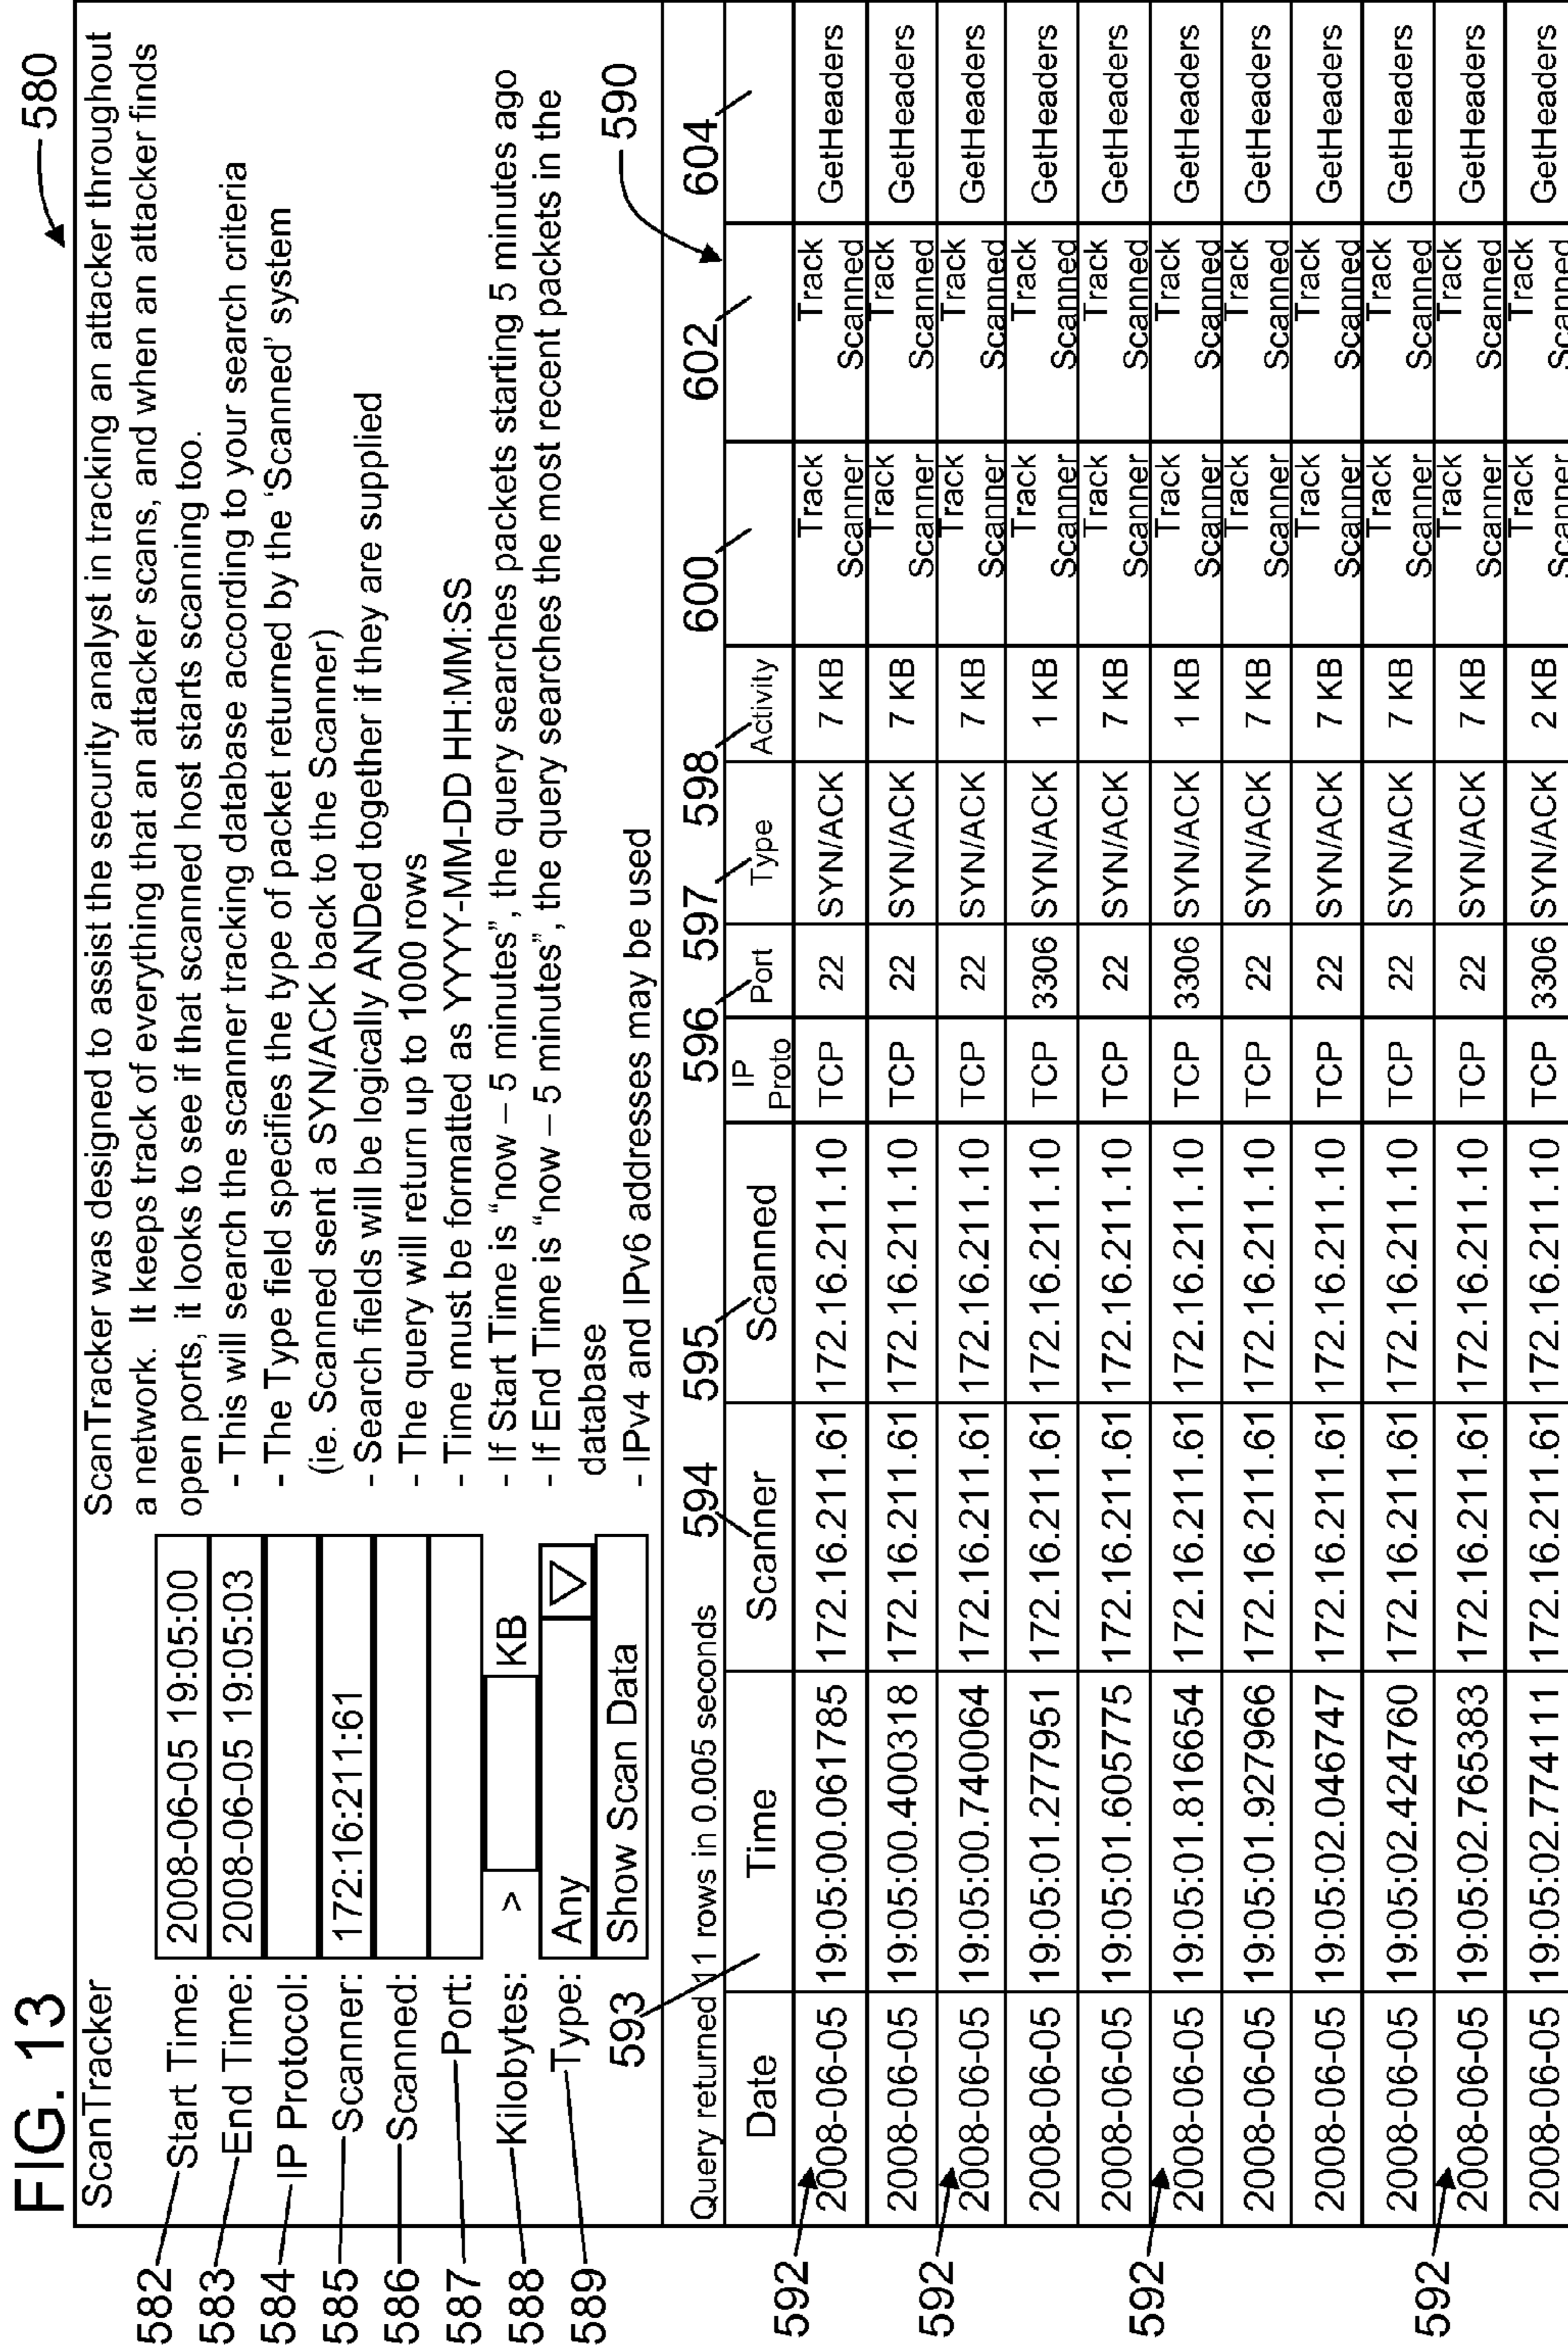 FIG. 13
580
ScanTracker
582 Start Time: 2008-06-05 19:05:00
583 End Time: 2008-06-05 19:05:03
584 IP Protocol:
585 Scanner: 172:16:211:61
586 Scanned:
587 Port:
588 Kilobytes: > KB
589 Type: Any
Show Scan Data
ScanTracker was designed to assist the security analyst in tracking an attacker throughout
a network. It keeps track of everything that an attacker scans, and when an attacker finds
open ports, it looks to see if that scanned host starts scanning too.
- This will search the scanner tracking database according to your search criteria
- The Type field specifies the type of packet returned by the ‘Scanned’ system
(ie. Scanned sent a SYN/ACK back to the Scanner)
- Search fields will be logically ANDed together if they are supplied
- The query will return up to 1000 rows
- Time must be formatted as YYYY-MM-DD HH:MM:SS
- If Start Time is “now – 5 minutes”, the query searches packets starting 5 minutes ago
- If End Time is “now – 5 minutes”, the query searches the most recent packets in the
database
- IPv4 and IPv6 addresses may be used
590
593 594 595 596 597 598 600 602 604
Query returned 11 rows in 0.005 seconds
Date Time Scanner Scanned IP Proto Port Type Activity
592 2008-06-05 19:05:00.061785 172.16.211.61 172.16.211.10 TCP 22 SYN/ACK 7 KB Track Scanner Track Scanned GetHeaders
2008-06-05 19:05:00.400318 172.16.211.61 172.16.211.10 TCP 22 SYN/ACK 7 KB Track Scanner Track Scanned GetHeaders
592 2008-06-05 19:05:00.740064 172.16.211.61 172.16.211.10 TCP 22 SYN/ACK 7 KB Track Scanner Track Scanned GetHeaders
2008-06-05 19:05:01.277951 172.16.211.61 172.16.211.10 TCP 3306 SYN/ACK 1 KB Track Scanner Track Scanned GetHeaders
2008-06-05 19:05:01.605775 172.16.211.61 172.16.211.10 TCP 22 SYN/ACK 7 KB Track Scanner Track Scanned GetHeaders
592 2008-06-05 19:05:01.816654 172.16.211.61 172.16.211.10 TCP 3306 SYN/ACK 1 KB Track Scanner Track Scanned GetHeaders
2008-06-05 19:05:01.927966 172.16.211.61 172.16.211.10 TCP 22 SYN/ACK 7 KB Track Scanner Track Scanned GetHeaders
2008-06-05 19:05:02.046747 172.16.211.61 172.16.211.10 TCP 22 SYN/ACK 7 KB Track Scanner Track Scanned GetHeaders
2008-06-05 19:05:02.424760 172.16.211.61 172.16.211.10 TCP 22 SYN/ACK 7 KB Track Scanner Track Scanned GetHeaders
592 2008-06-05 19:05:02.765383 172.16.211.61 172.16.211.10 TCP 22 SYN/ACK 7 KB Track Scanner Track Scanned GetHeaders
2008-06-05 19:05:02.774111 172.16.211.61 172.16.211.10 TCP 3306 SYN/ACK 2 KB Track Scanner Track Scanned GetHeaders